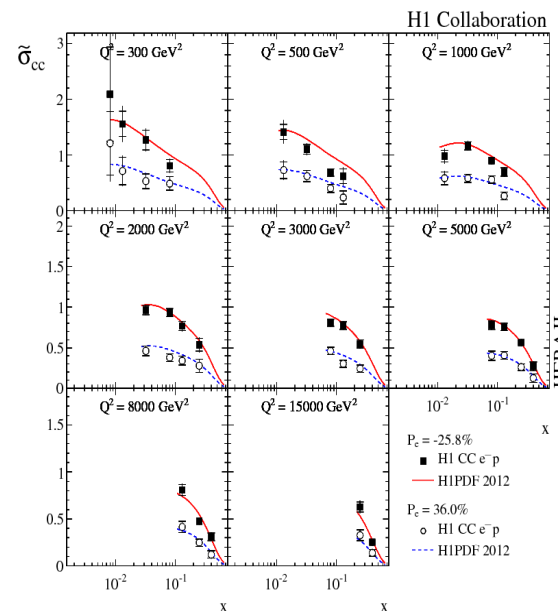 H1 Collaboration
σ̃cc
Q² = 300 GeV²
Q² = 500 GeV²
Q² = 1000 GeV²
3
2
1
0
Q² = 2000 GeV²
Q² = 3000 GeV²
Q² = 5000 GeV²
1.5
1
0.5
0
10⁻² 10⁻¹
x
Q² = 8000 GeV²
Q² = 15000 GeV²
1.5
1
0.5
0
10⁻² 10⁻¹
x
10⁻² 10⁻¹
x
Pₑ = -25.8%
H1 CC e⁻p
H1PDF 2012
Pₑ = 36.0%
H1 CC e⁻p
H1PDF 2012